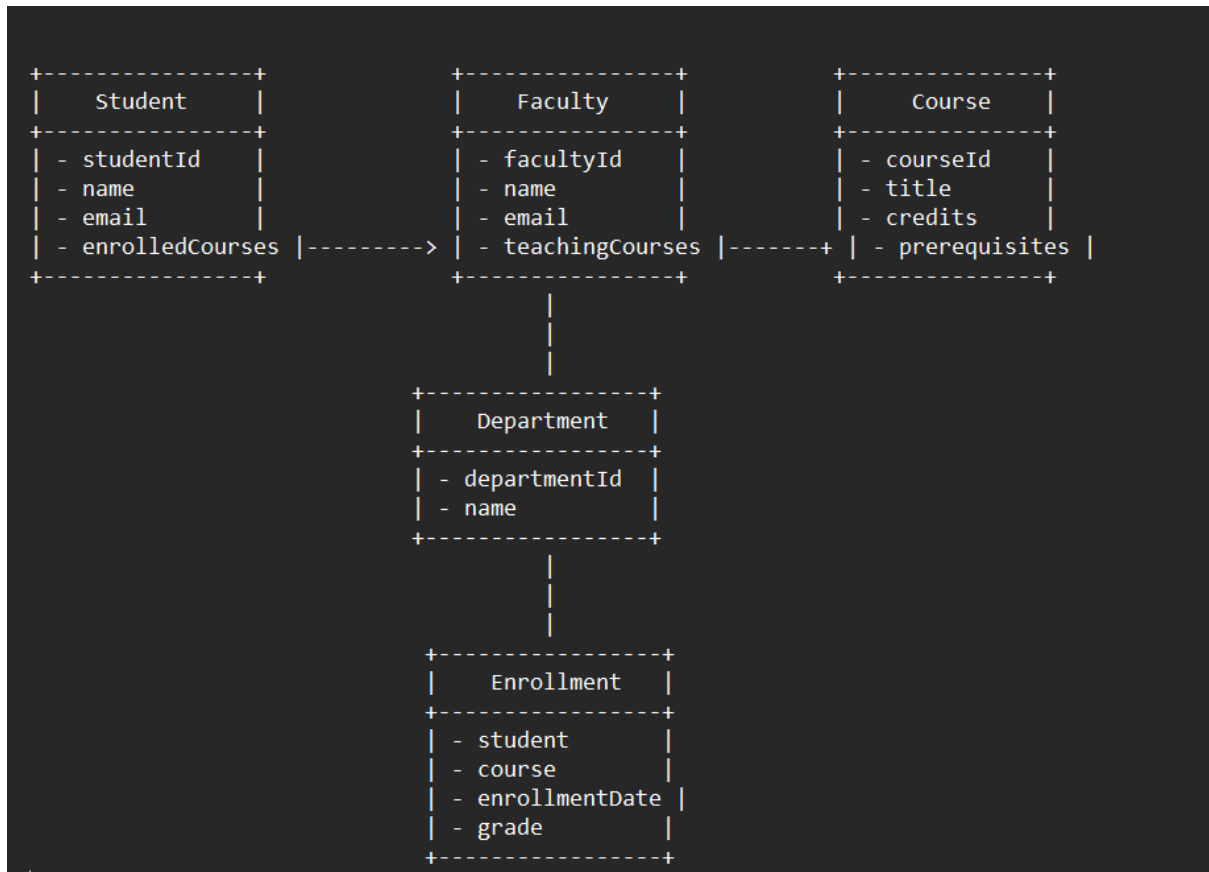 +----------------+              +----------------+           +---------------+
|    Student     |              |    Faculty     |           |     Course    |
+----------------+              +----------------+           +---------------+
| - studentId    |              | - facultyId    |           | - courseId    |
| - name         |              | - name         |           | - title       |
| - email        |              | - email        |           | - credits     |
| - enrolledCourses |---------> | - teachingCourses |-------+ | - prerequisites |
+----------------+              +----------------+           +---------------+
                                       |
                                       |
                                       |
                             +-----------------+
                             |    Department   |
                             +-----------------+
                             | - departmentId  |
                             | - name          |
                             +-----------------+
                                       |
                                       |
                                       |
                              +-----------------+
                              |    Enrollment   |
                              +-----------------+
                              | - student       |
                              | - course        |
                              | - enrollmentDate |
                              | - grade         |
                              +-----------------+